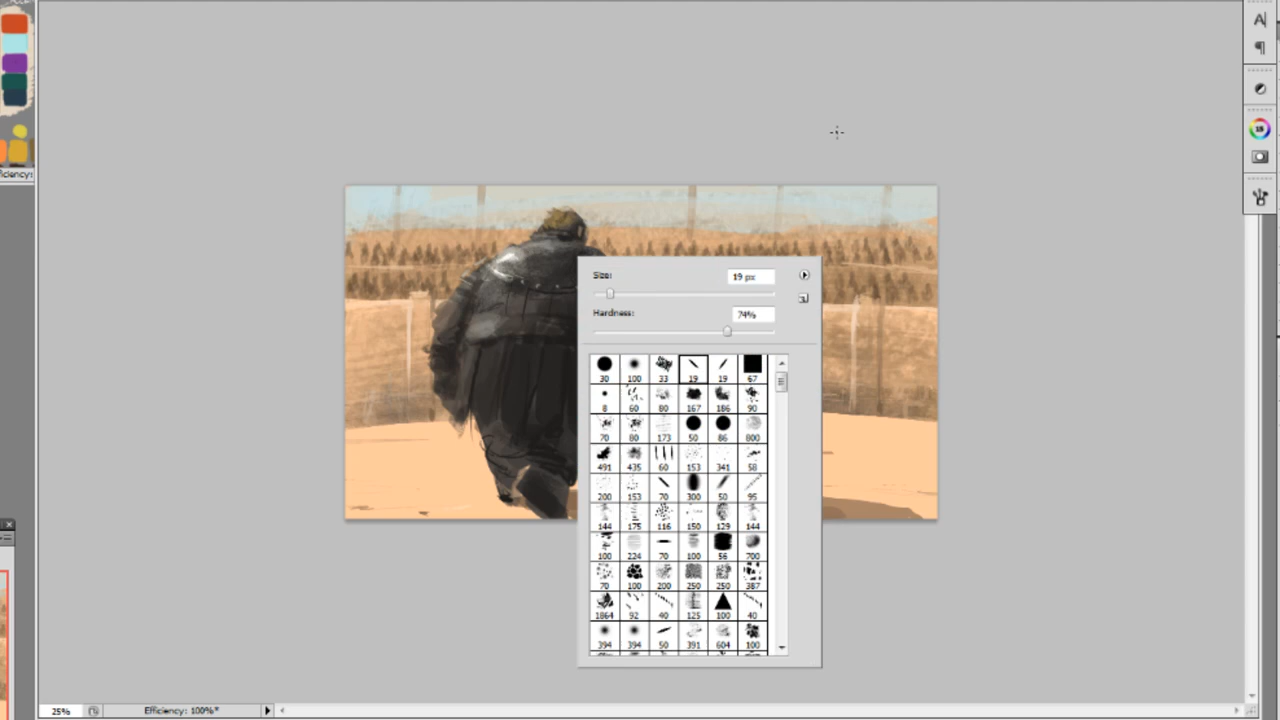 A|
¶
iciency:
Size:
19 px
Hardness:
74%
30 100 33 19 19 67
8 60 80 167 186 90
70 80 173 50 86 800
491 435 60 153 341 58
200 153 70 300 50 95
144 175 116 150 129 144
100 224 70 100 56 700
70 100 200 250 250 387
1864 92 40 125 100 40
394 394 50 391 604 100
25%
Efficiency: 100%*